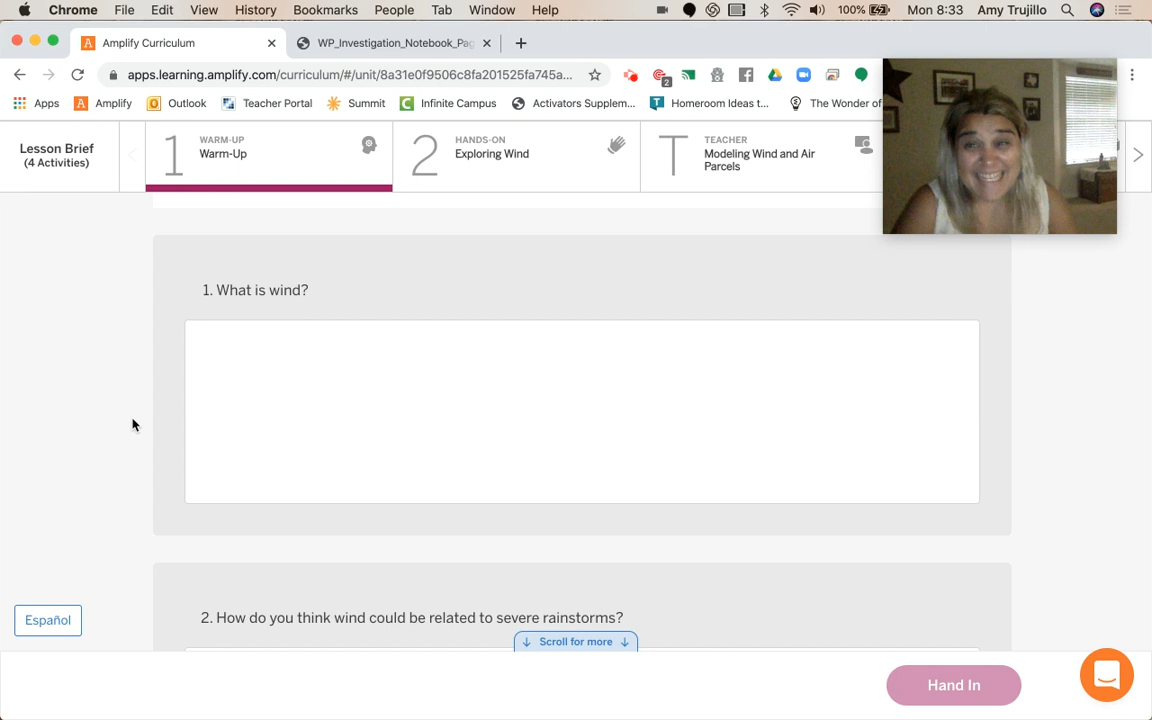 Chrome File Edit View History Bookmarks People Tab Window Help 100% Mon 8:33 Amy Trujillo
Amplify Curriculum
WP_Investigation_Notebook_Pag
apps.learning.amplify.com/curriculum/#/unit/8a31e0f9506c8fa201525fa745a...
2
Apps Amplify Outlook Teacher Portal Summit Infinite Campus Activators Supplem... Homeroom Ideas t... The Wonder of
Lesson Brief
(4 Activities)
1
WARM-UP
Warm-Up
2
HANDS-ON
Exploring Wind
T
TEACHER
Modeling Wind and Air
Parcels
1. What is wind?
2. How do you think wind could be related to severe rainstorms?
Español
↓ Scroll for more ↓
Hand In